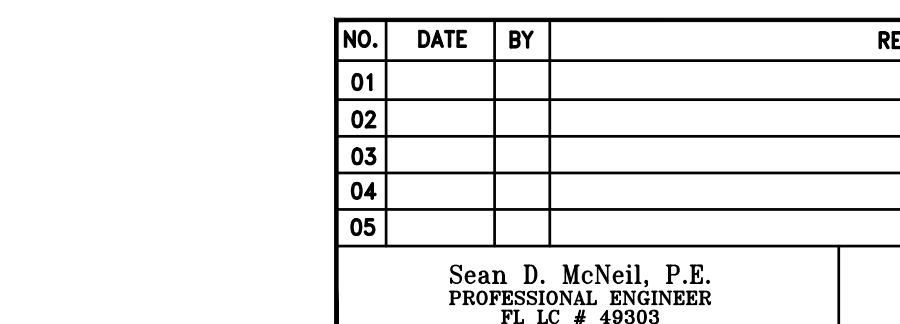 NO. DATE BY
01
02
03
04
05
Sean D. McNeil, P.E.
PROFESSIONAL ENGINEER
FL LC # 49303